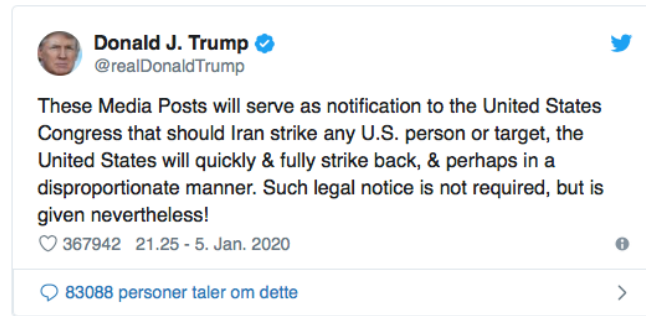 Donald J. Trump
@realDonaldTrump
These Media Posts will serve as notification to the United States
Congress that should Iran strike any U.S. person or target, the
United States will quickly & fully strike back, & perhaps in a
disproportionate manner. Such legal notice is not required, but is
given nevertheless!
367942 21.25 - 5. Jan. 2020
83088 personer taler om dette